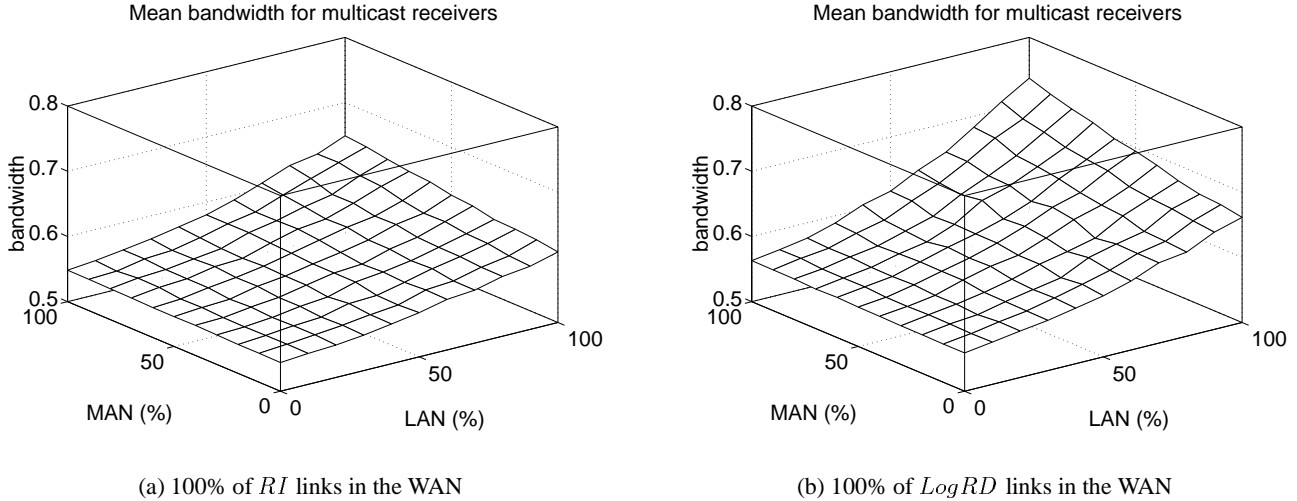 Mean bandwidth for multicast receivers
0.8
0.7
0.6
0.5
bandwidth
100
50
0
MAN (%)
0
50
100
LAN (%)
(a) 100% of RI links in the WAN
Mean bandwidth for multicast receivers
0.8
0.7
0.6
0.5
bandwidth
100
50
0
MAN (%)
0
50
100
LAN (%)
(b) 100% of LogRD links in the WAN